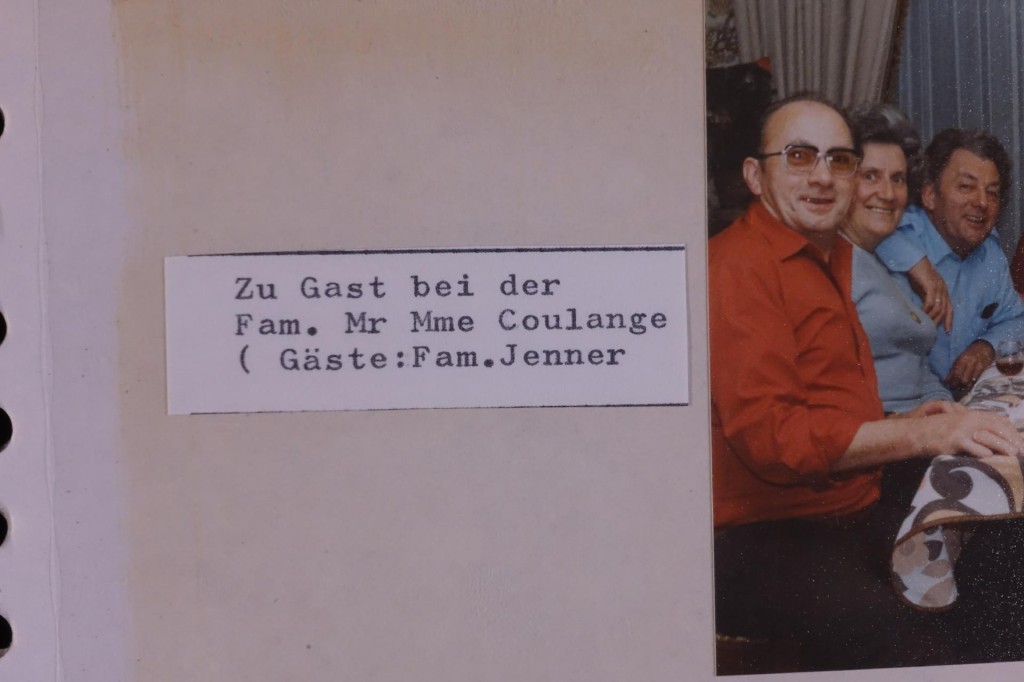 Zu Gast bei der
Fam. Mr Mme Coulange
( Gäste:Fam.Jenner